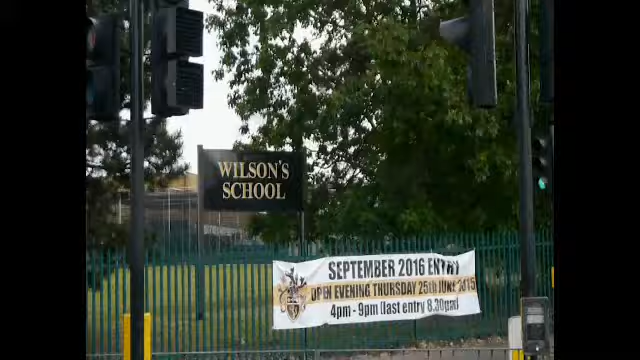 WILSON'S
SCHOOL
SEPTEMBER 2016 ENTRY
OPEN EVENING THURSDAY 25th JUNE 2015
4pm - 9pm (last entry 8.30pm)